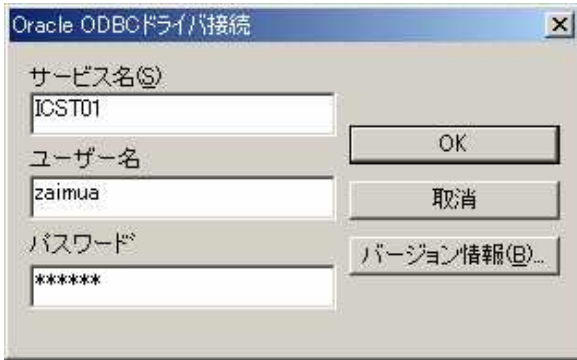 Oracle ODBCドライバ接続
サービス名(S)
ICST01
OK
ユーザー名
zaimua
取消
パスワード
******
バージョン情報(B)...